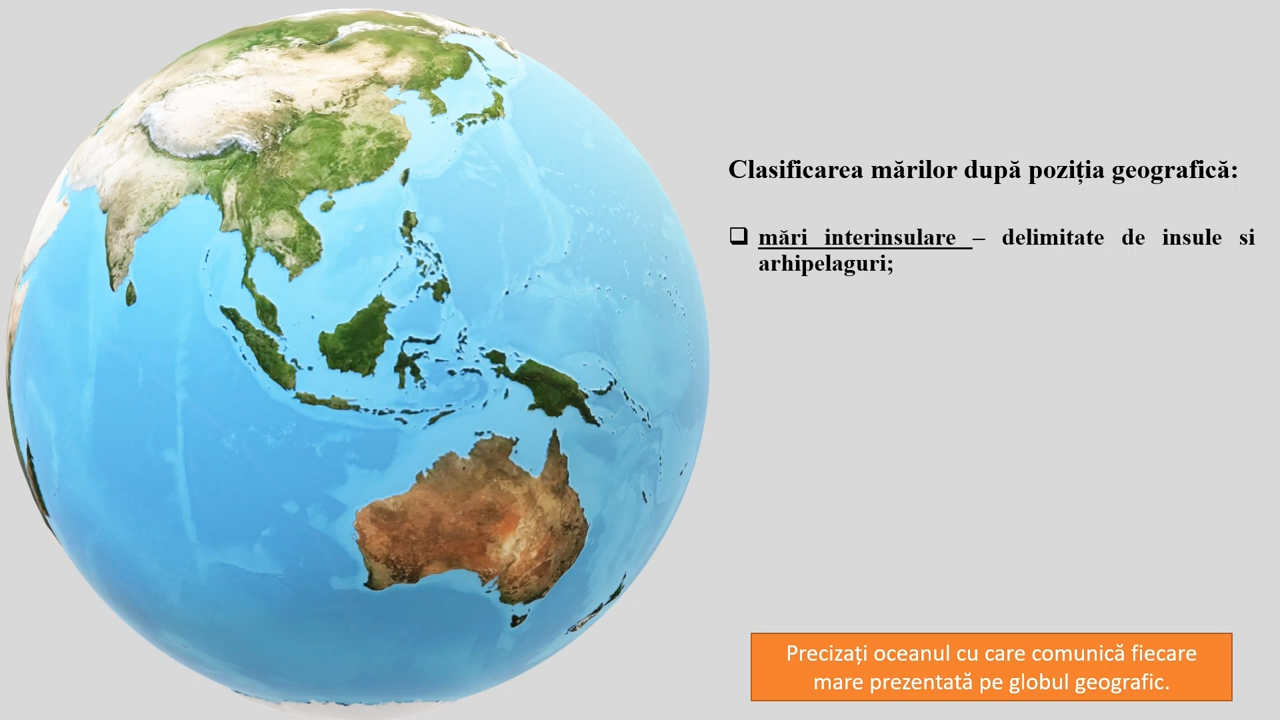 Clasificarea mărilor după poziția geografică:
❑ mări interinsulare – delimitate de insule si
arhipelaguri;
Precizați oceanul cu care comunică fiecare
mare prezentată pe globul geografic.